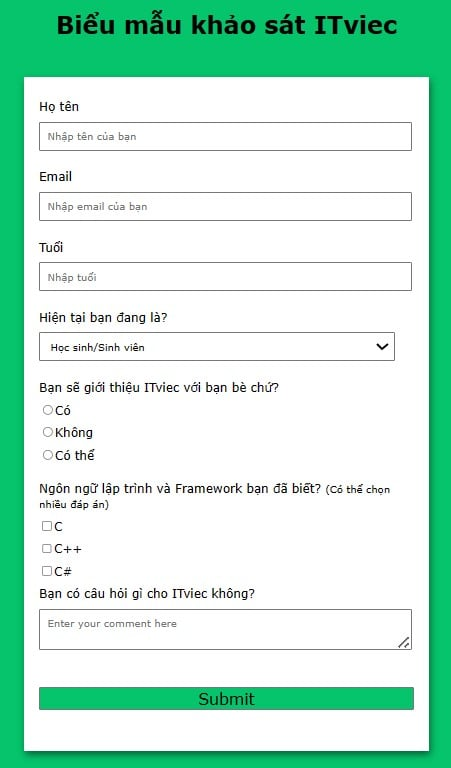 Biểu mẫu khảo sát ITviec
Họ tên
Nhập tên của bạn
Email
Nhập email của bạn
Tuổi
Nhập tuổi
Hiện tại bạn đang là?
Học sinh/Sinh viên
Bạn sẽ giới thiệu ITviec với bạn bè chứ?
Có
Không
Có thể
Ngôn ngữ lập trình và Framework bạn đã biết? (Có thể chọn
nhiều đáp án)
C
C++
C#
Bạn có câu hỏi gì cho ITviec không?
Enter your comment here
Submit